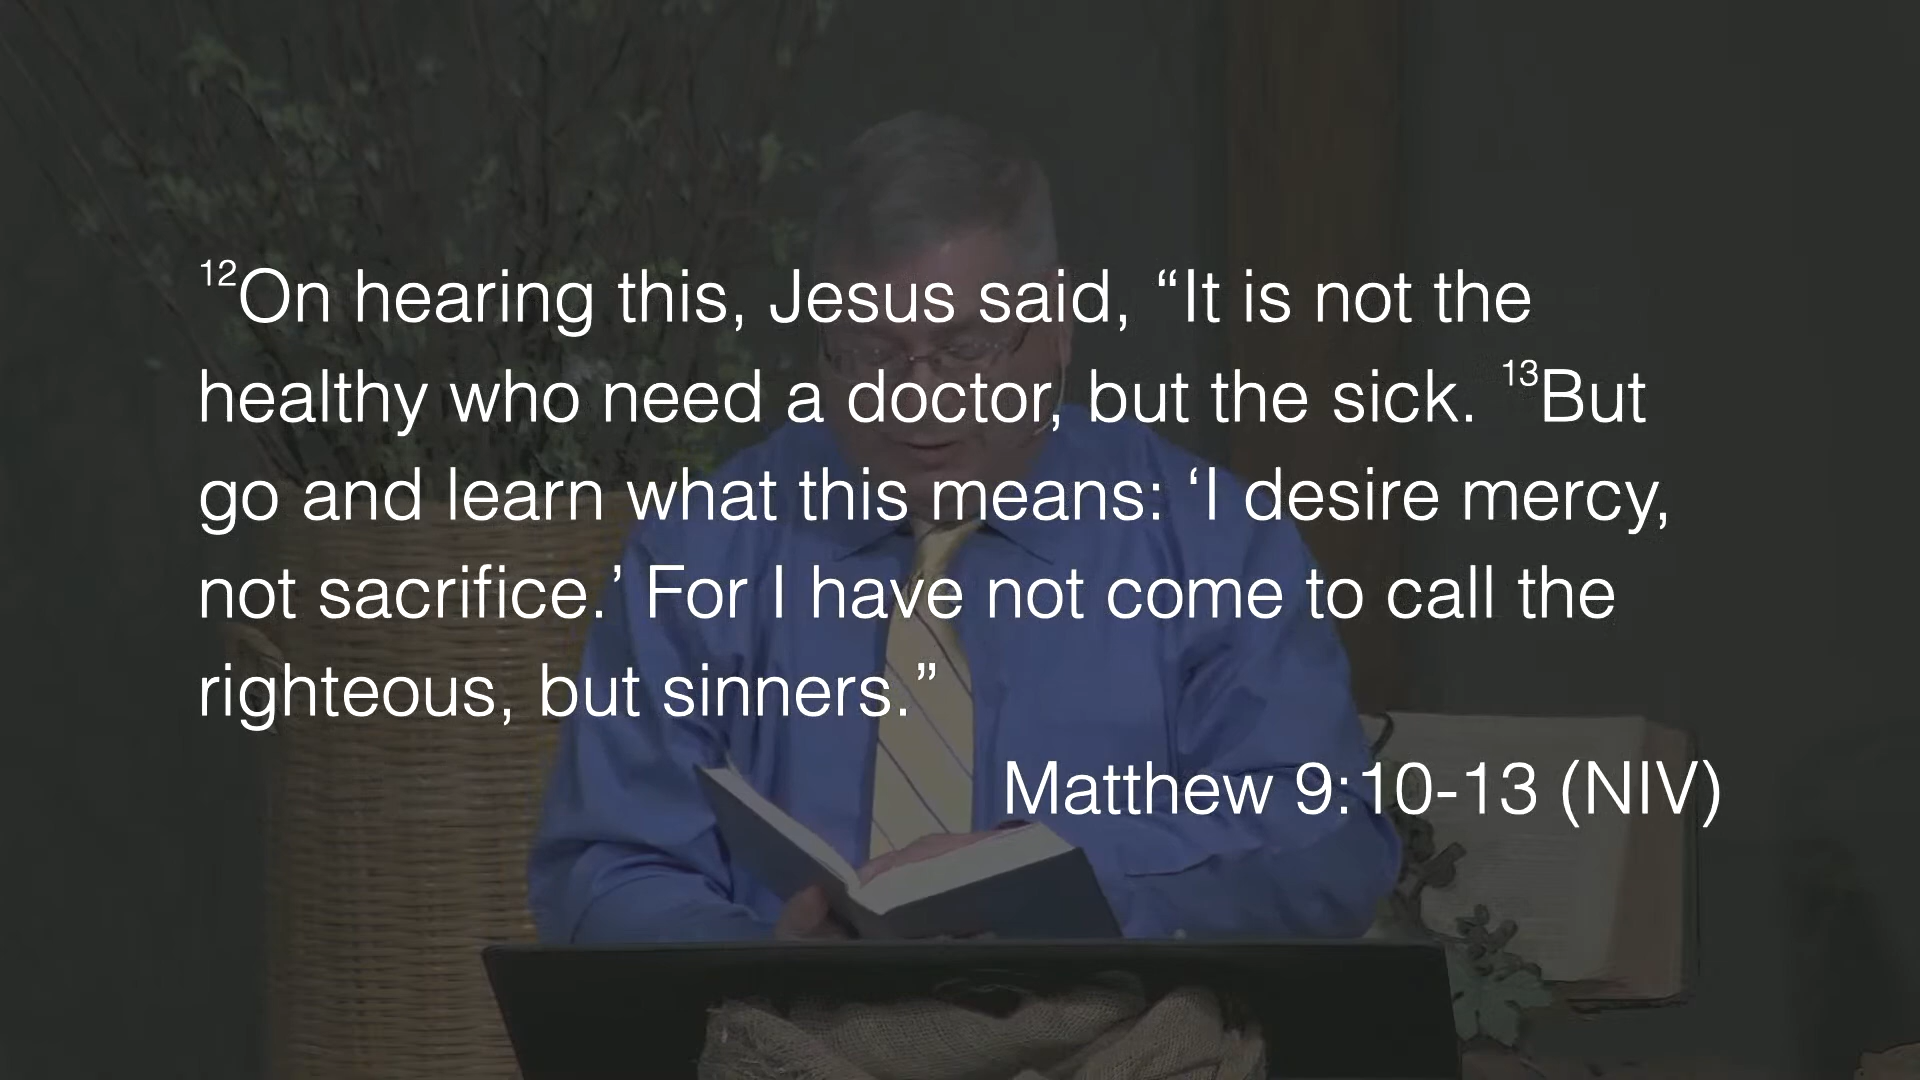 12On hearing this, Jesus said, “It is not the
healthy who need a doctor, but the sick. 13But
go and learn what this means: ‘I desire mercy,
not sacrifice.’ For I have not come to call the
righteous, but sinners.”
Matthew 9:10-13 (NIV)